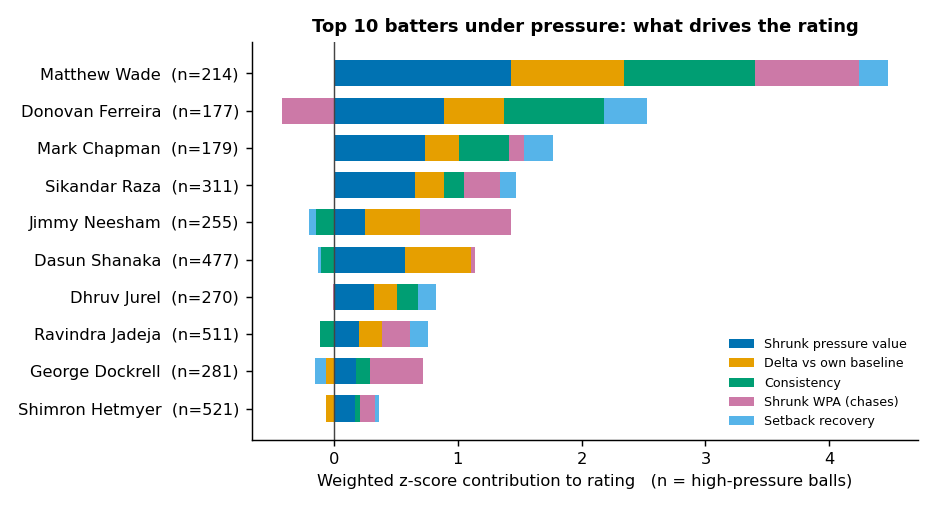 Top 10 batters under pressure: what drives the rating
Matthew Wade (n=214)
Donovan Ferreira (n=177)
Mark Chapman (n=179)
Sikandar Raza (n=311)
Jimmy Neesham (n=255)
Dasun Shanaka (n=477)
Dhruv Jurel (n=270)
Ravindra Jadeja (n=511)
George Dockrell (n=281)
Shimron Hetmyer (n=521)
Shrunk pressure value
Delta vs own baseline
Consistency
Shrunk WPA (chases)
Setback recovery
0 1 2 3 4
Weighted z-score contribution to rating (n = high-pressure balls)